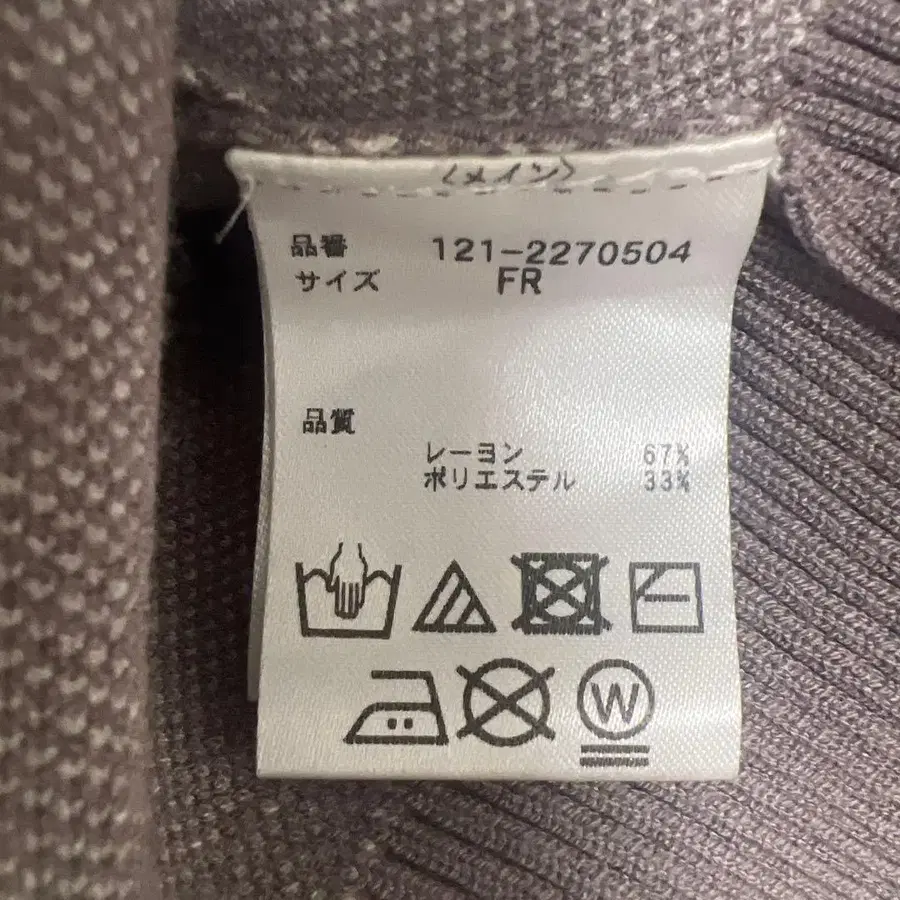 〈メイン〉
品番 121-2270504
サイズ FR
品質
レーヨン 67%
ポリエステル 33%
W